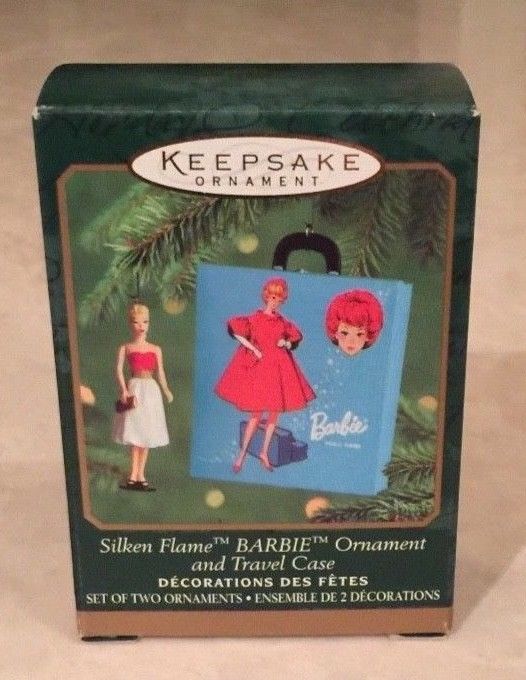 KEEPSAKE
ORNAMENT
Barbie
Silken Flame™ BARBIE™ Ornament
and Travel Case
DÉCORATIONS DES FÊTES
SET OF TWO ORNAMENTS • ENSEMBLE DE 2 DÉCORATIONS